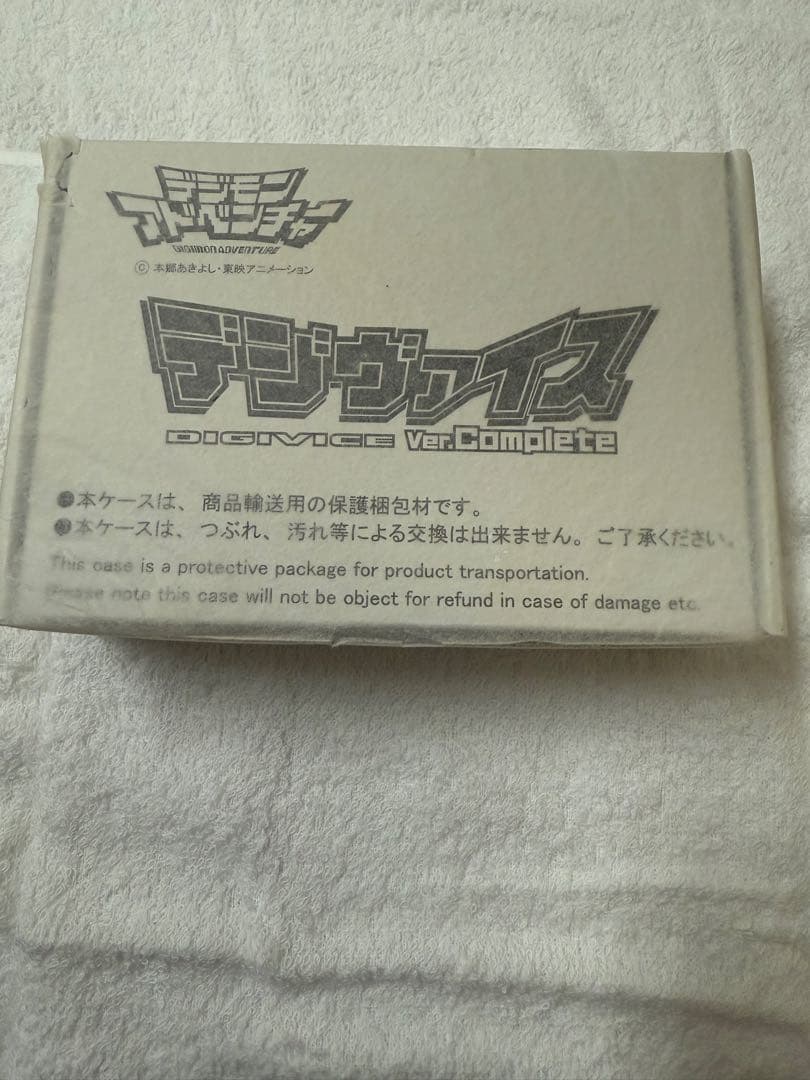 デジモン
アドベンチャー
DIGIMON ADVENTURE
Ⓒ 本郷あきよし・東映アニメーション
デジヴァイス
DIGIVICE Ver.Complete
●本ケースは、商品輸送用の保護梱包材です。
●本ケースは、つぶれ、汚れ等による交換は出来ません。ご了承ください。
This case is a protective package for product transportation.
Please note this case will not be object for refund in case of damage etc.